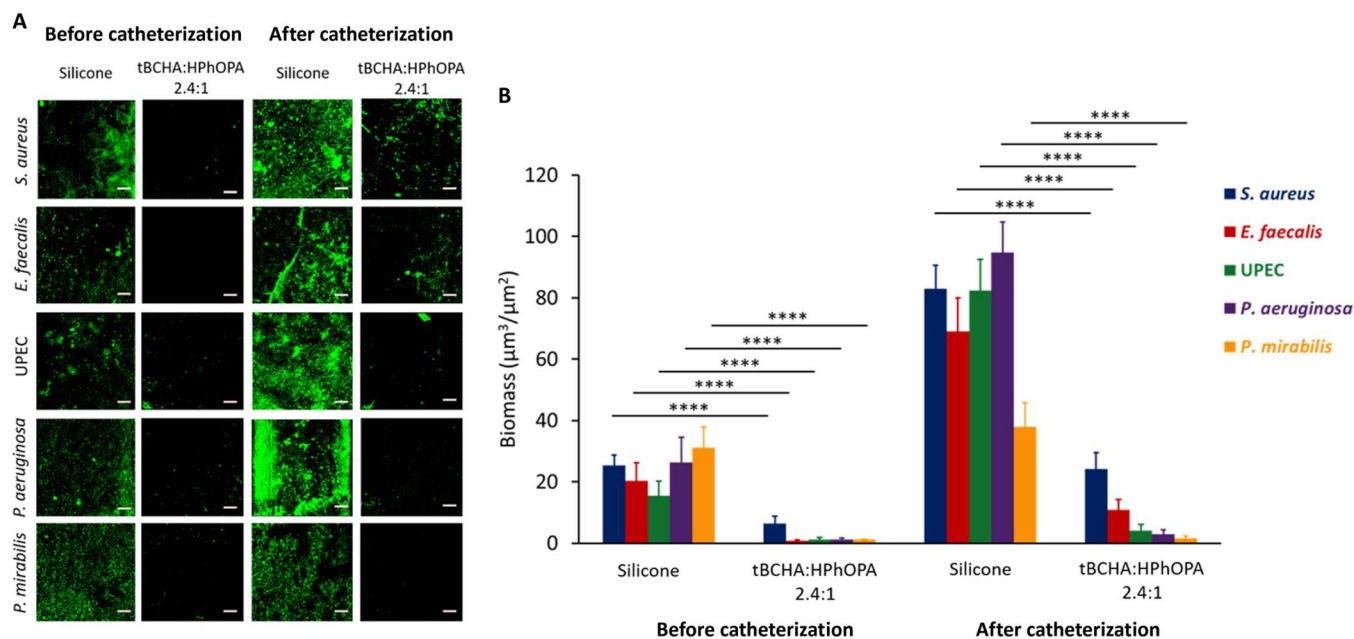 A
Before catheterization After catheterization
Silicone tBCHA:HPhOPA Silicone tBCHA:HPhOPA
2.4:1 2.4:1
S. aureus
E. faecalis
UPEC
P. aeruginosa
P. mirabilis
B
****
****
****
****
****
120
100
80
60
40
20
0
Biomass (µm³/µm²)
****
****
****
****
****
S. aureus
E. faecalis
UPEC
P. aeruginosa
P. mirabilis
Silicone tBCHA:HPhOPA Silicone tBCHA:HPhOPA
2.4:1 2.4:1
Before catheterization After catheterization